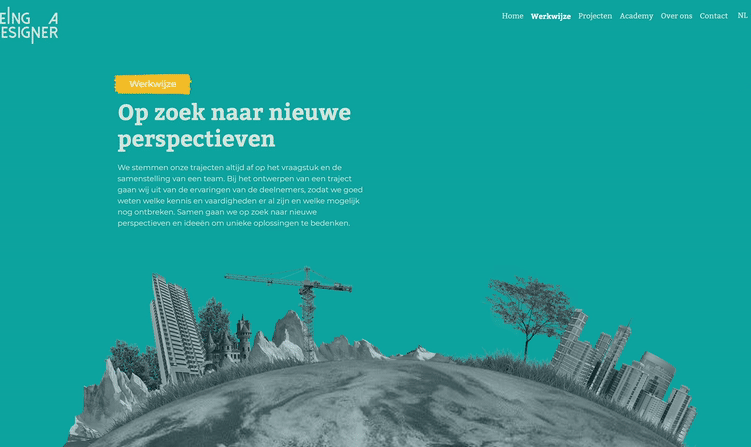 EING A
ESIGNER
Home Werkwijze Projecten Academy Over ons Contact NL
Werkwijze
Op zoek naar nieuwe
perspectieven
We stemmen onze trajecten altijd af op het vraagstuk en de
samenstelling van een team. Bij het ontwerpen van een traject
gaan wij uit van de ervaringen van de deelnemers, zodat we goed
weten welke kennis en vaardigheden er al zijn en welke mogelijk
nog ontbreken. Samen gaan we op zoek naar nieuwe
perspectieven en ideeën om unieke oplossingen te bedenken.